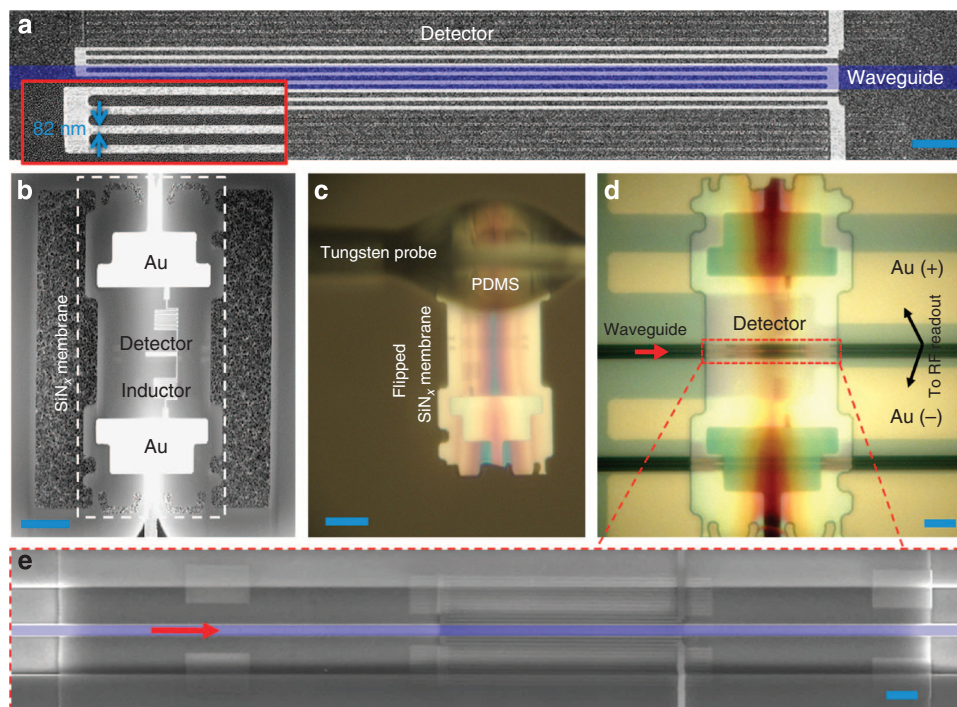 a
Detector
Waveguide
82 nm
b
Au
SiNx membrane
Detector
Inductor
Au
c
Tungsten probe
PDMS
Flipped
SiNx membrane
d
Au (+)
Waveguide
Detector
To RF readout
Au (–)
e